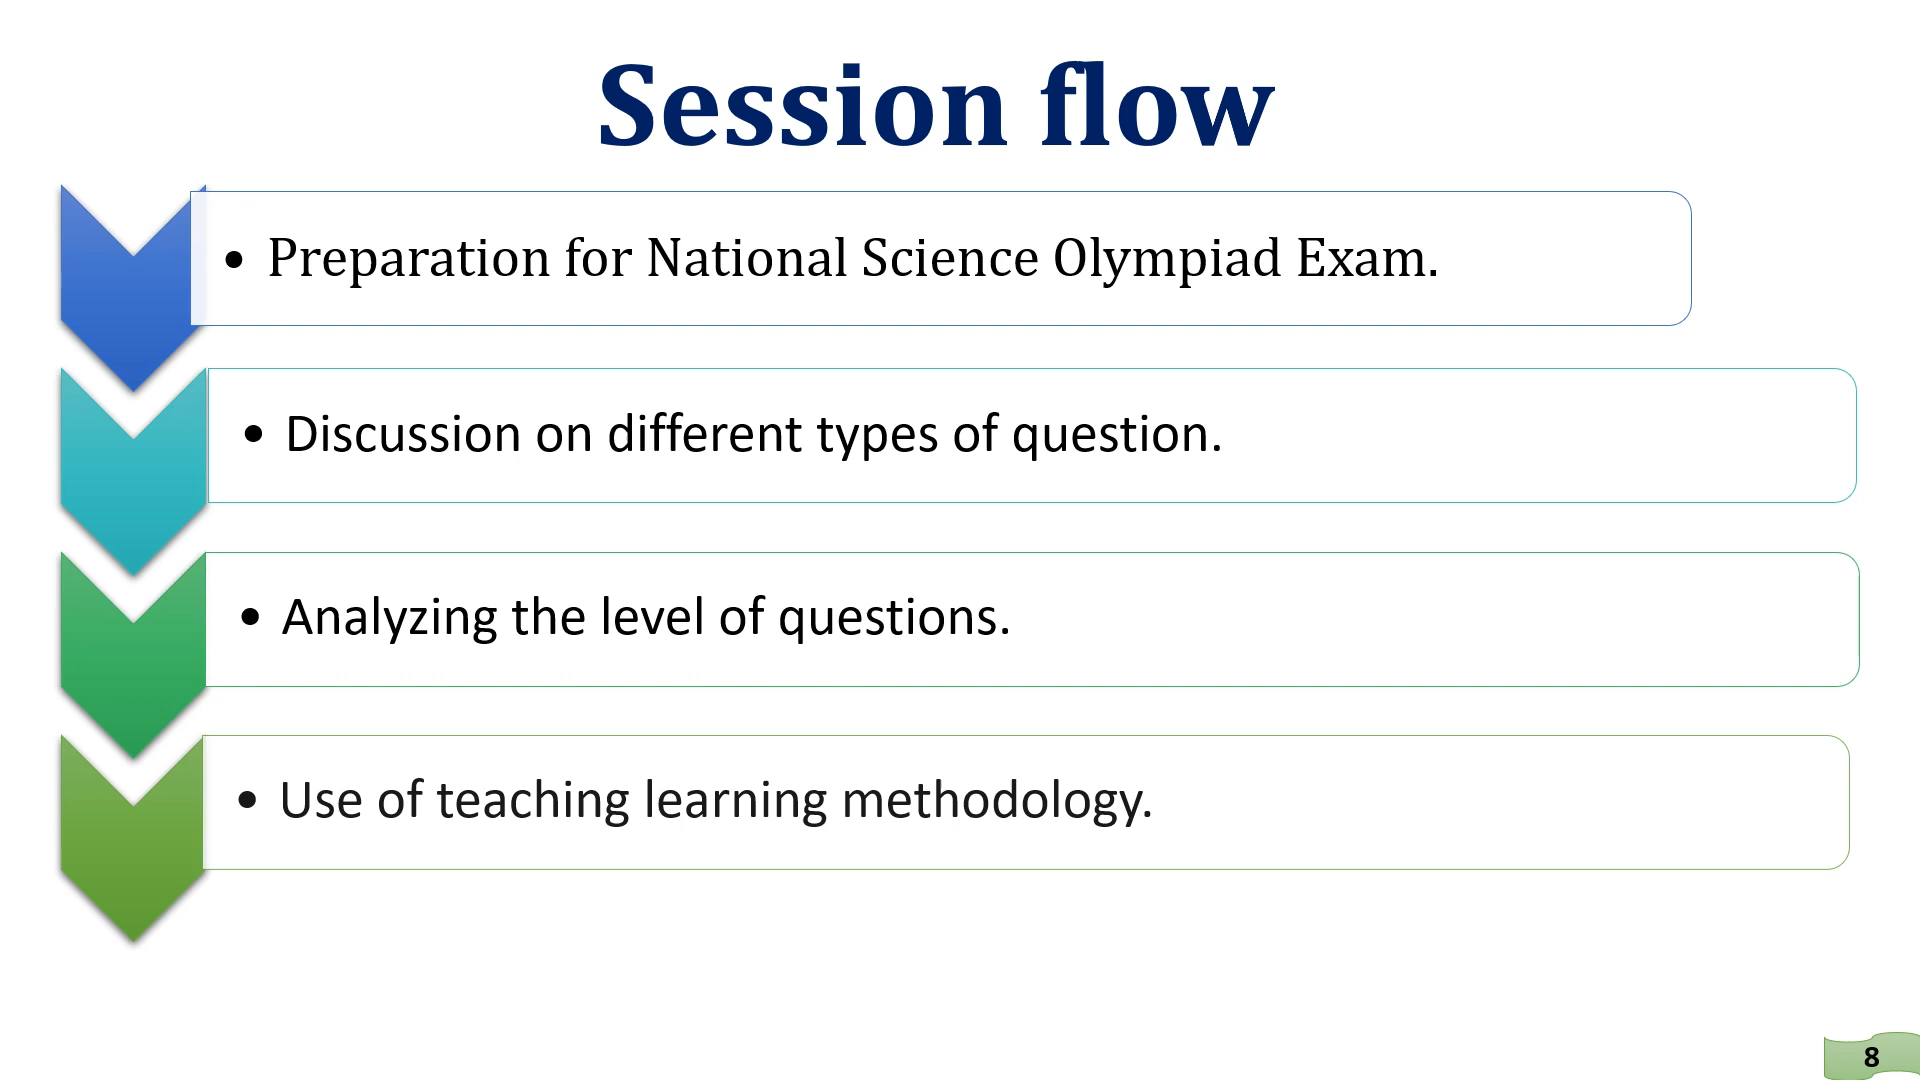 Session flow
• Preparation for National Science Olympiad Exam.
• Discussion on different types of question.
• Analyzing the level of questions.
• Use of teaching learning methodology.
8